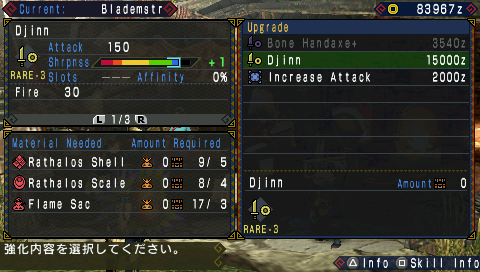 Current: Blademstr
83967z
Djinn
Attack 150
Shrpnss +1
RARE-3 Slots --- Affinity 0%
Fire 30
L 1/3 R
Material Needed Amount Required
Rathalos Shell 0 9/ 5
Rathalos Scale 0 8/ 4
Flame Sac 0 17/ 3
Upgrade
Bone Handaxe+ 3540z
Djinn 15000z
Increase Attack 2000z
Djinn Amount 0
RARE-3
強化内容を選択してください。
△ Info □ Skill Info